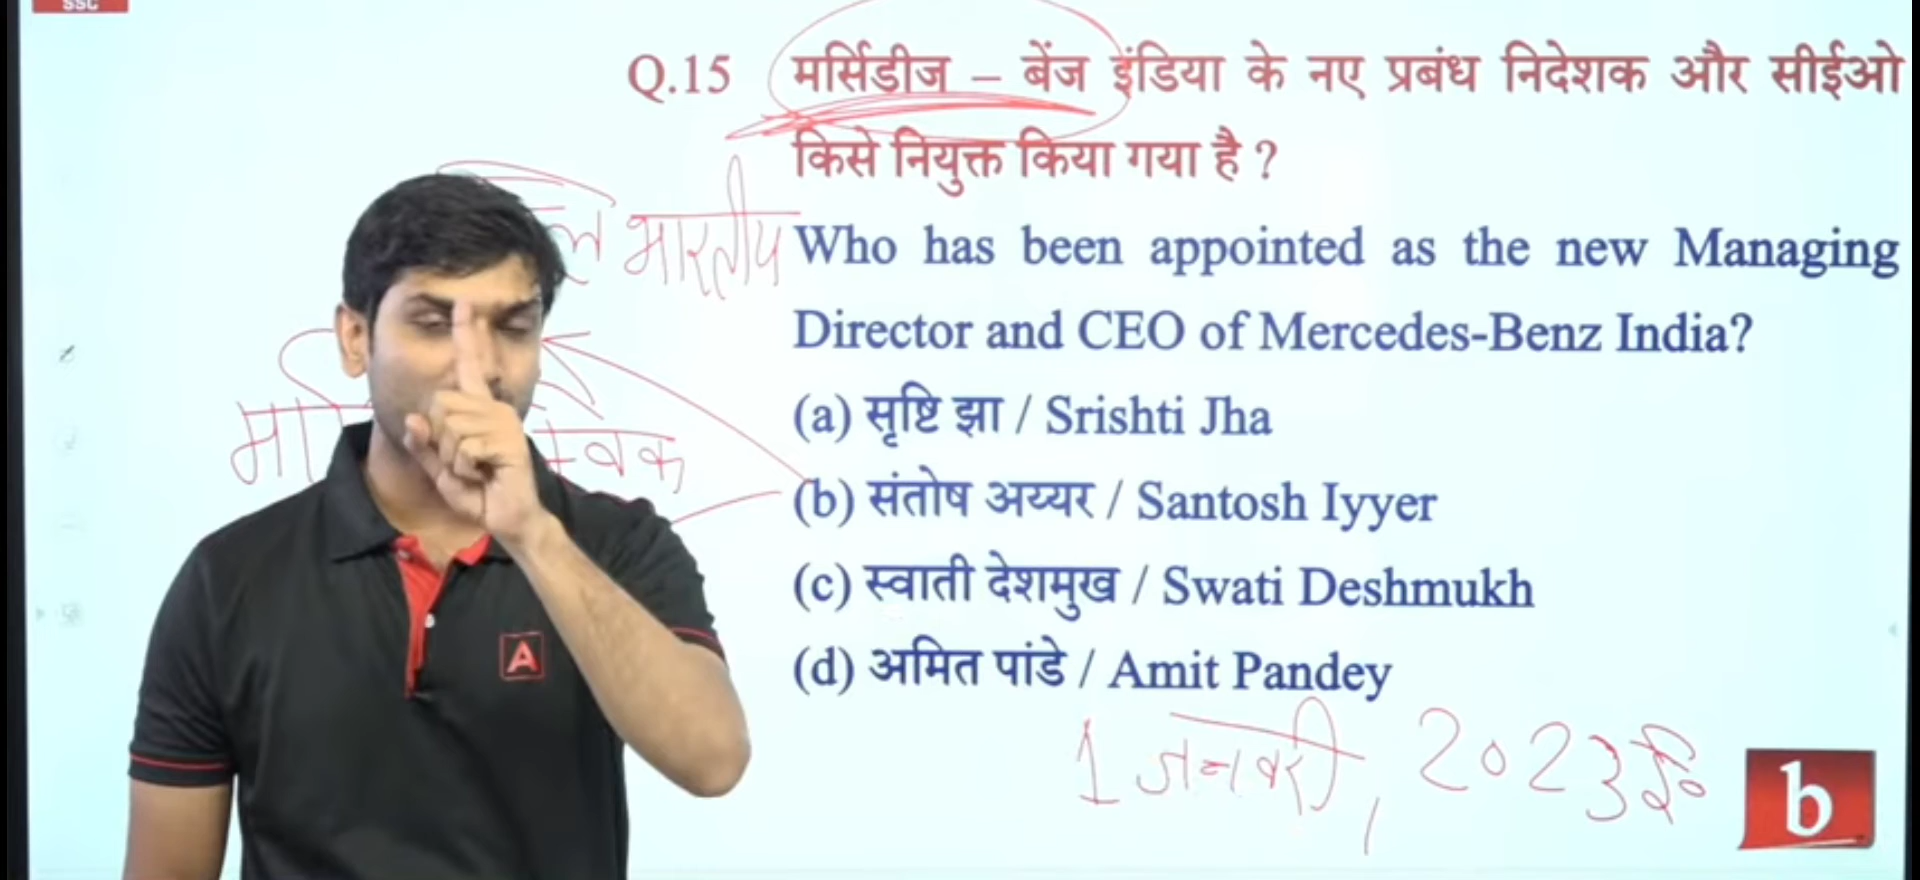 SSC
Q.15 मर्सिडीज – बेंज इंडिया के नए प्रबंध निदेशक और सीईओ
किसे नियुक्त किया गया है ?
भारतीय
Who has been appointed as the new Managing
Director and CEO of Mercedes-Benz India?
(a) सृष्टि झा / Srishti Jha
(b) संतोष अय्यर / Santosh Iyyer
(c) स्वाती देशमुख / Swati Deshmukh
(d) अमित पांडे / Amit Pandey
1 जनवरी, 2023 ई०
b
A